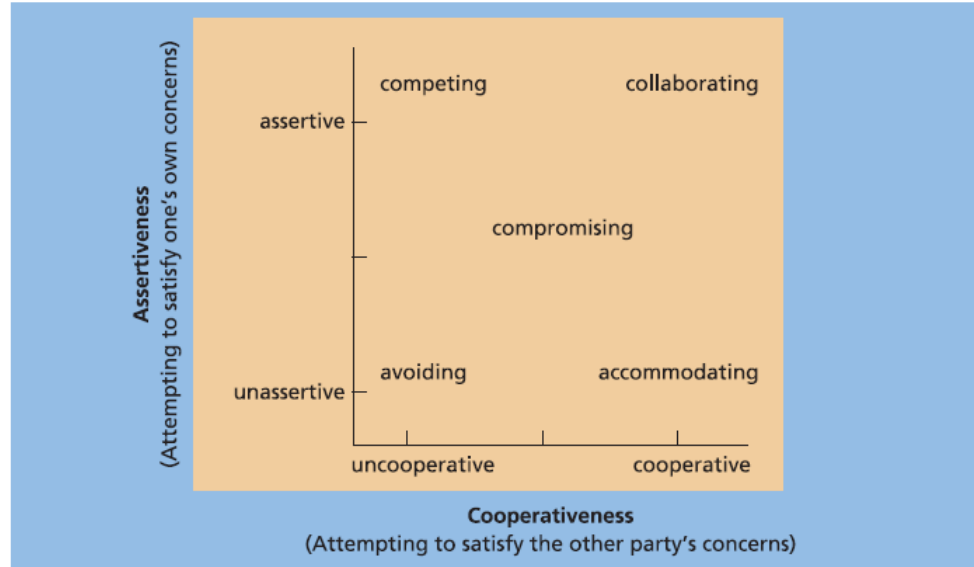 Assertiveness
(Attempting to satisfy one's own concerns)
competing
collaborating
assertive
compromising
avoiding
accommodating
unassertive
uncooperative
cooperative
Cooperativeness
(Attempting to satisfy the other party's concerns)